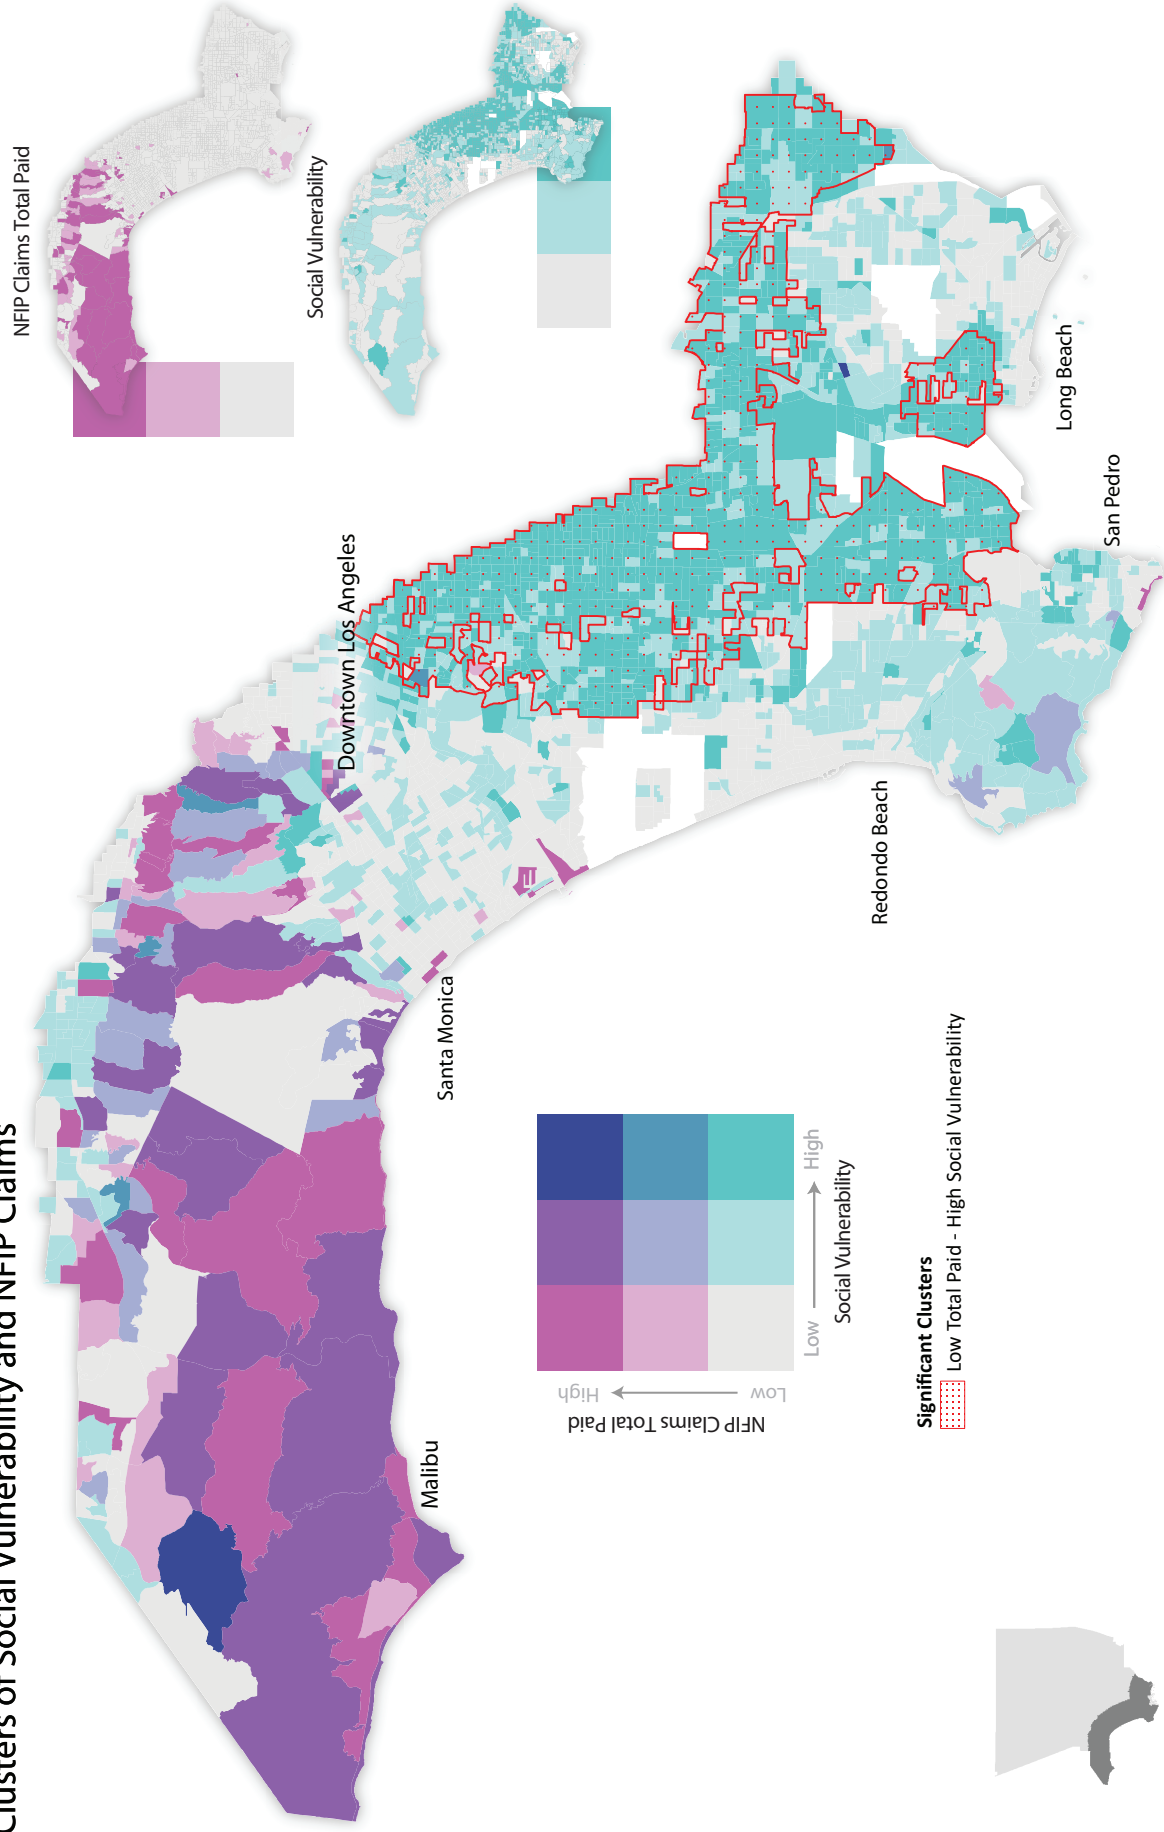 Clusters of Social Vulnerability and NFIP Claims
NFIP Claims Total Paid
Social Vulnerability
Downtown Los Angeles
Santa Monica
Malibu
Redondo Beach
Long Beach
San Pedro
NFIP Claims Total Paid
Low
High
Low
High
Social Vulnerability
Significant Clusters
Low Total Paid - High Social Vulnerability